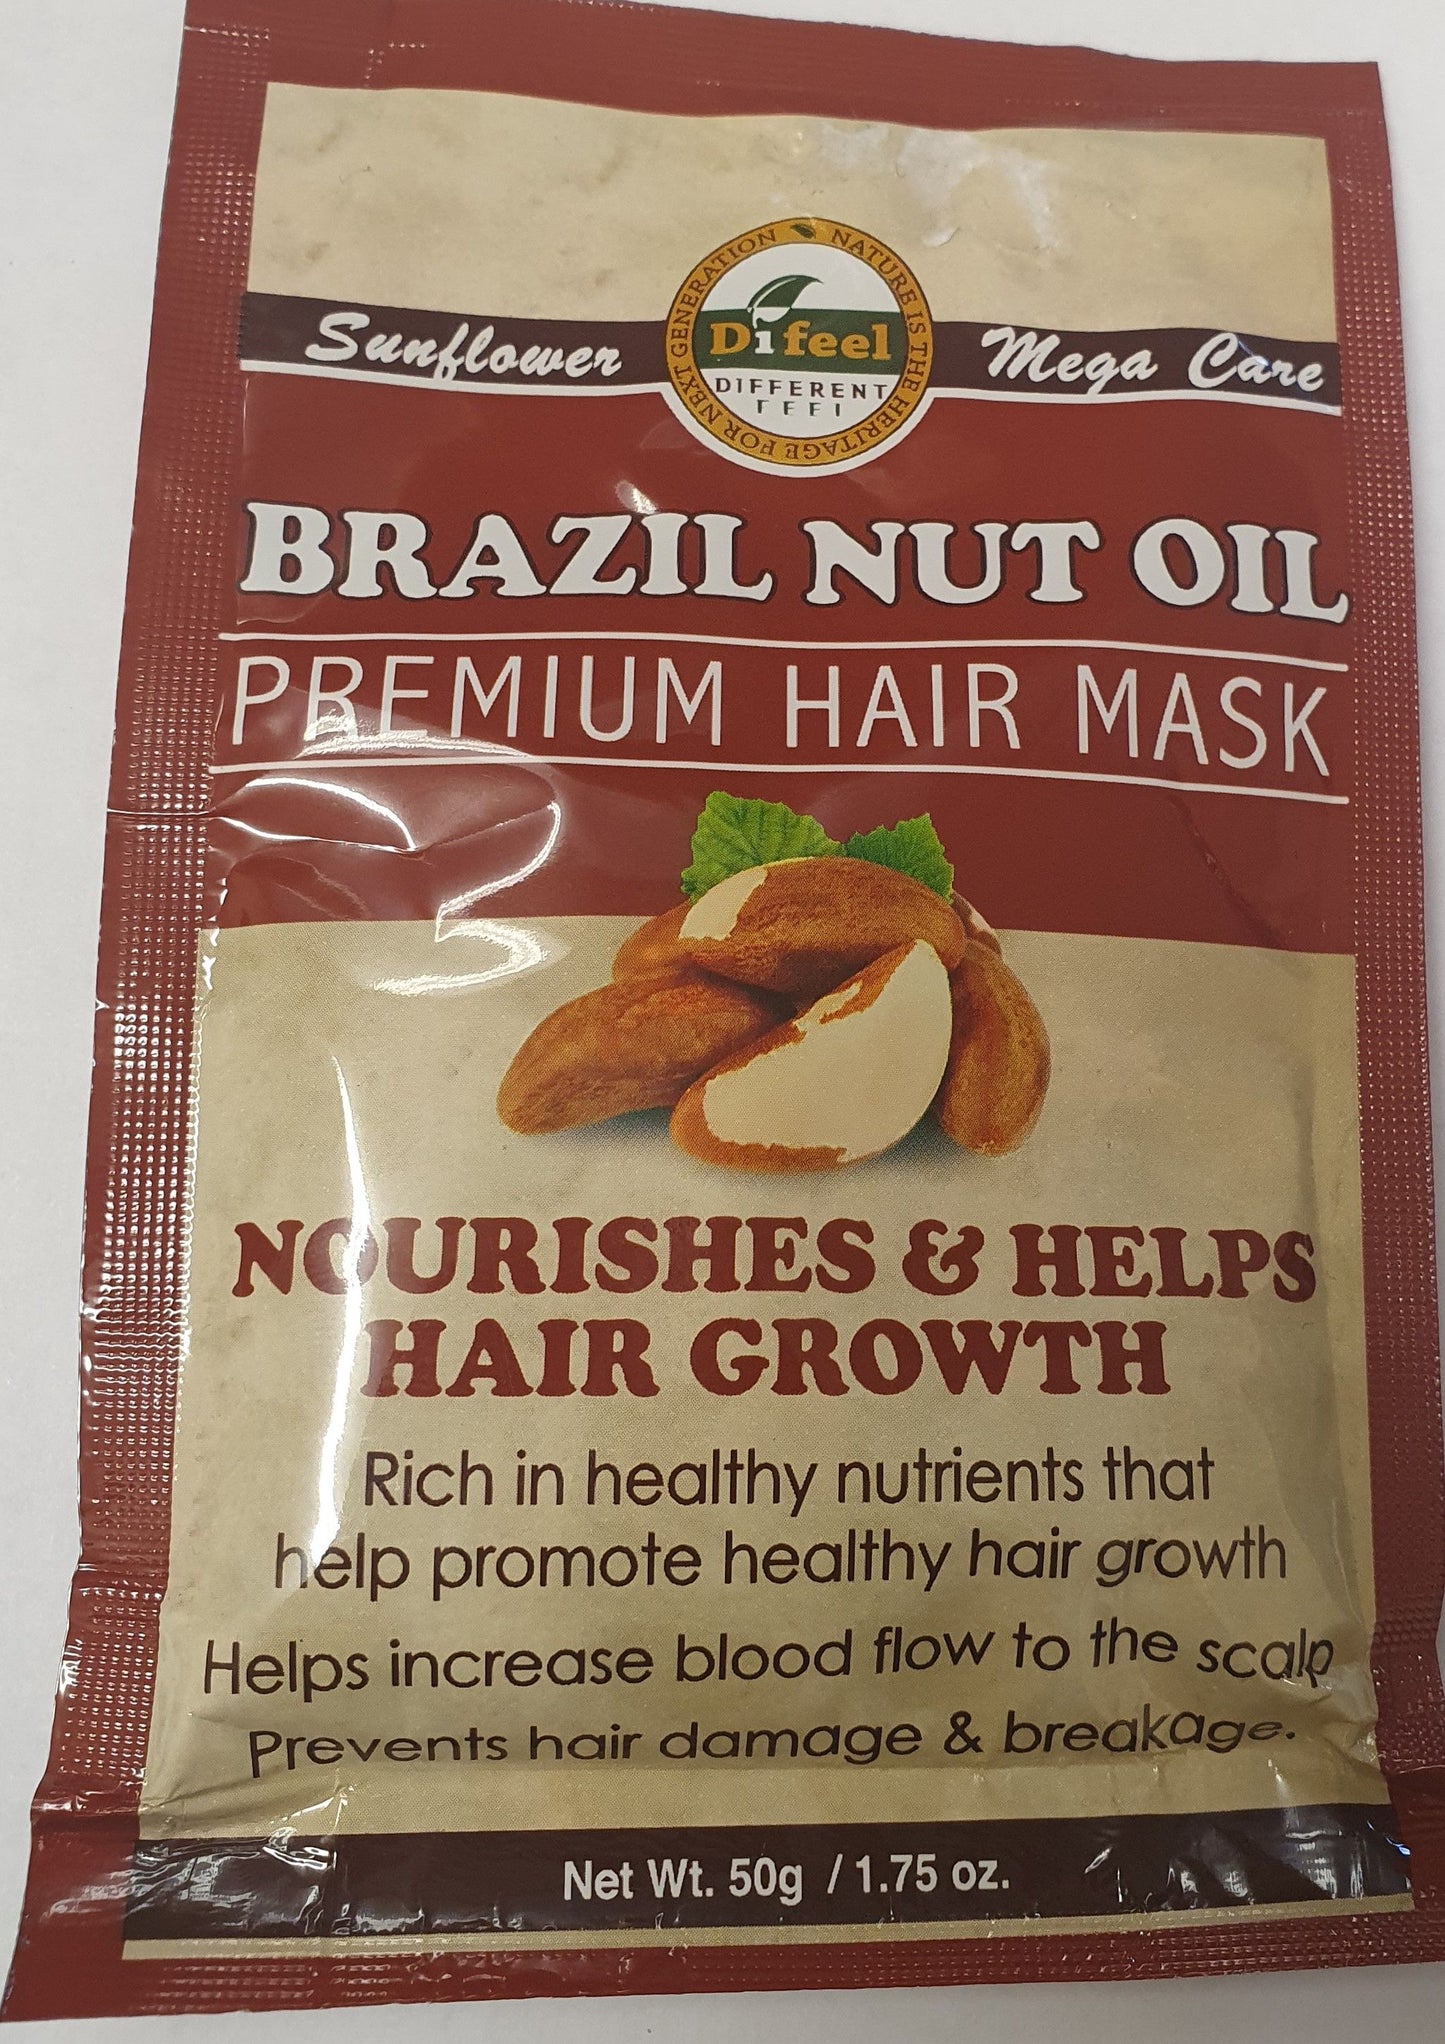 NATURE IS THE HERITAGE FOR NEXT GENERATION
Sunflower
Difeel
DIFFERENT
FEEL
Mega Care
BRAZIL NUT OIL
PREMIUM HAIR MASK
NOURISHES & HELPS
HAIR GROWTH
Rich in healthy nutrients that
help promote healthy hair growth
Helps increase blood flow to the scalp
Prevents hair damage & breakage.
Net Wt. 50g / 1.75 oz.